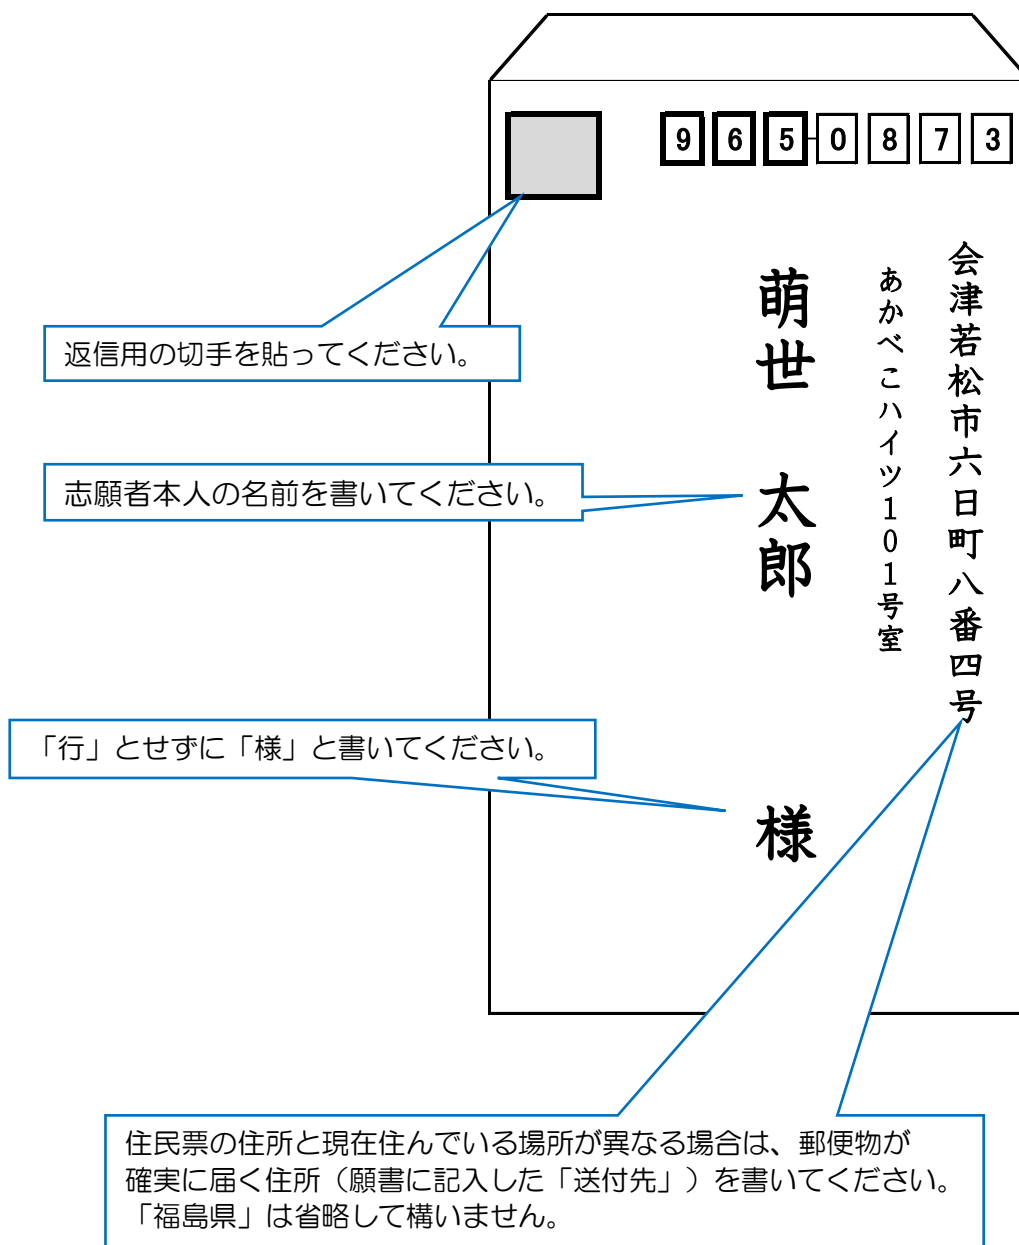 965-0873
会津若松市六日町八番四号
あかべこハイツ101号室
萌世 太郎 様
返信用の切手を貼ってください。
志願者本人の名前を書いてください。
「行」とせずに「様」と書いてください。
住民票の住所と現在住んでいる場所が異なる場合は、郵便物が
確実に届く住所（願書に記入した「送付先」）を書いてください。
「福島県」は省略して構いません。